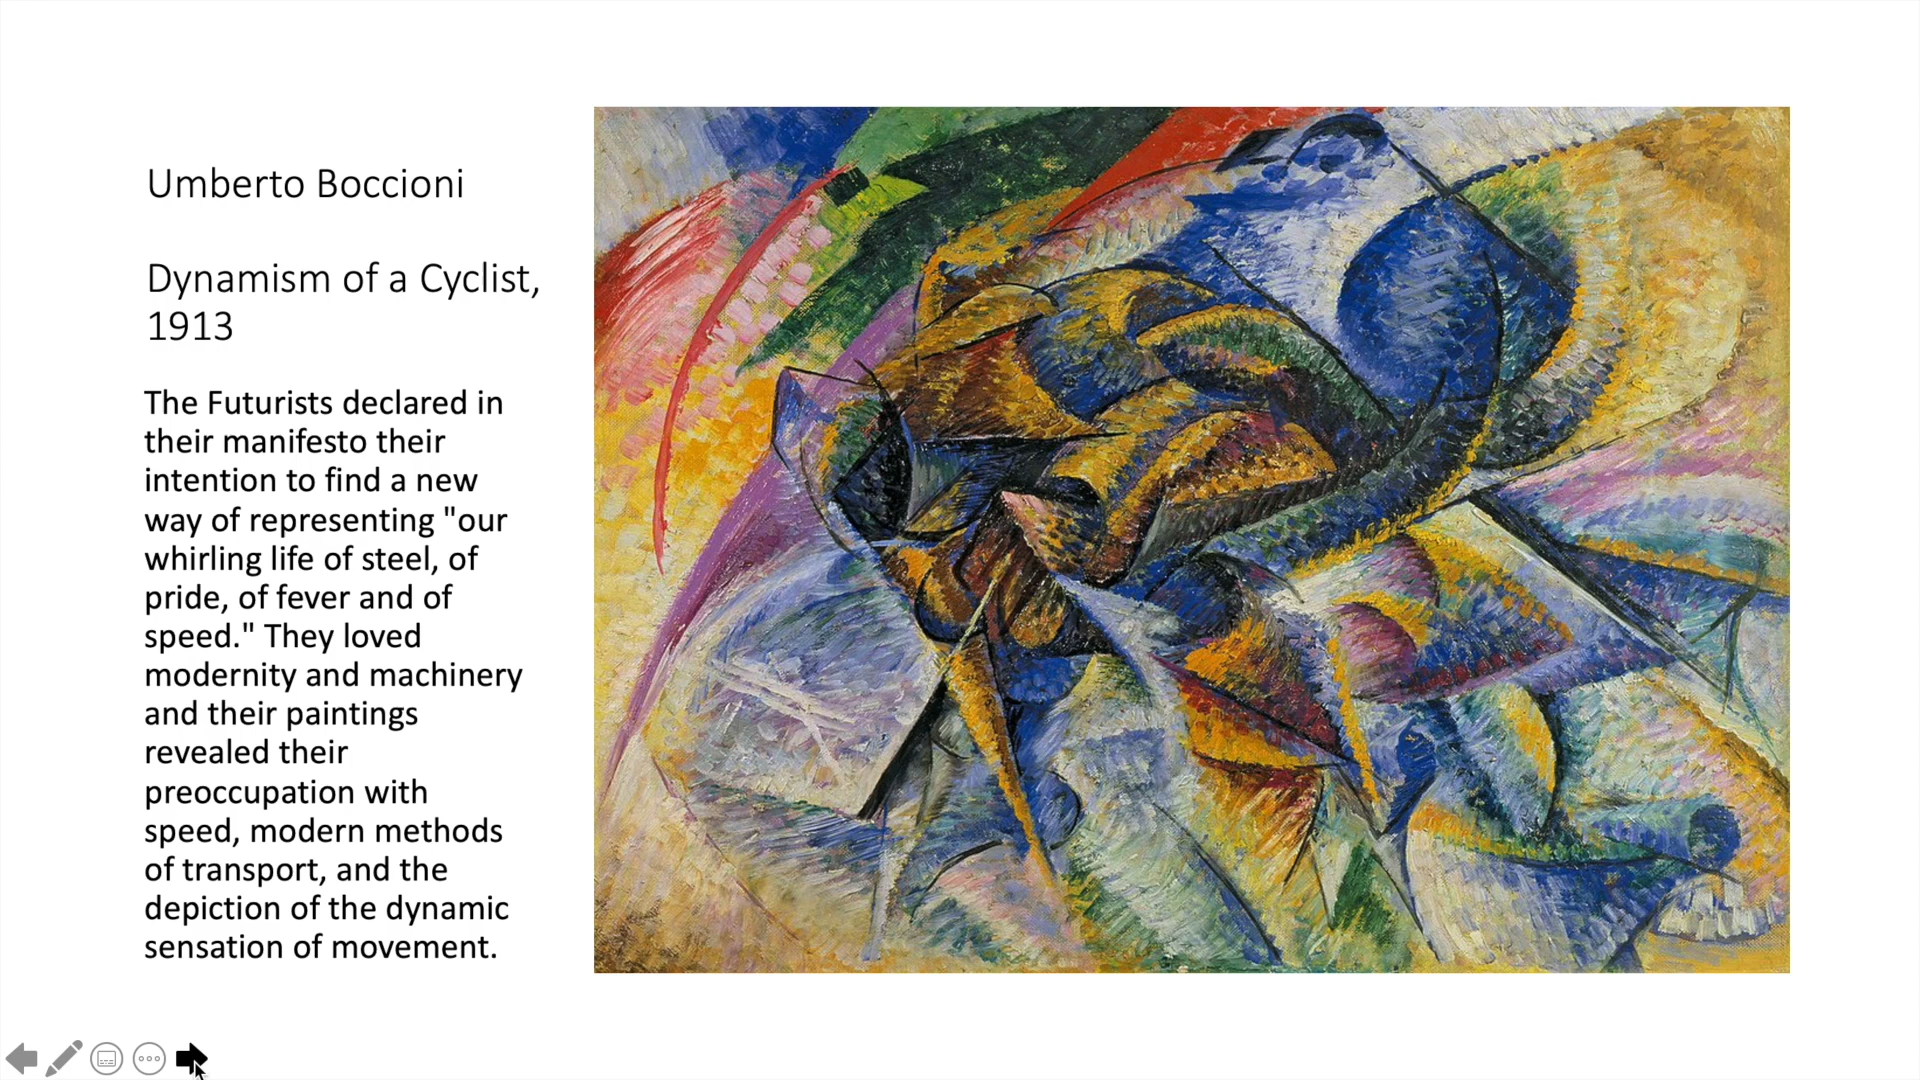 Umberto Boccioni
Dynamism of a Cyclist,
1913
The Futurists declared in
their manifesto their
intention to find a new
way of representing "our
whirling life of steel, of
pride, of fever and of
speed." They loved
modernity and machinery
and their paintings
revealed their
preoccupation with
speed, modern methods
of transport, and the
depiction of the dynamic
sensation of movement.